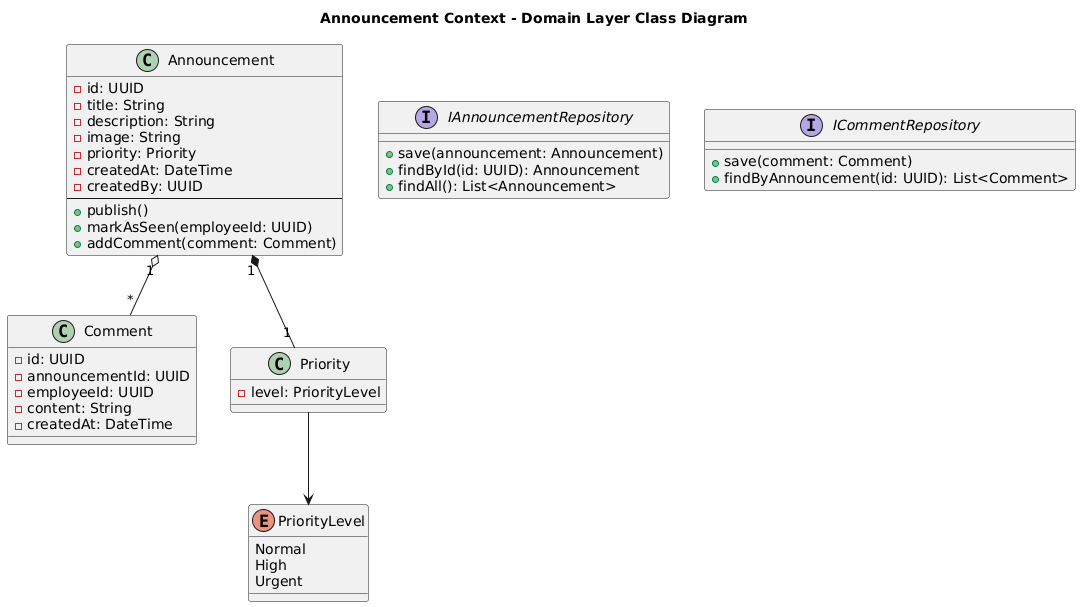 Announcement Context - Domain Layer Class Diagram
C Announcement
id: UUID
title: String
description: String
image: String
priority: Priority
createdAt: DateTime
createdBy: UUID
publish()
markAsSeen(employeeId: UUID)
addComment(comment: Comment)
I IAnnouncementRepository
save(announcement: Announcement)
findById(id: UUID): Announcement
findAll(): List<Announcement>
I ICommentRepository
save(comment: Comment)
findByAnnouncement(id: UUID): List<Comment>
1
*
1
1
C Comment
id: UUID
announcementId: UUID
employeeId: UUID
content: String
createdAt: DateTime
C Priority
level: PriorityLevel
E PriorityLevel
Normal
High
Urgent